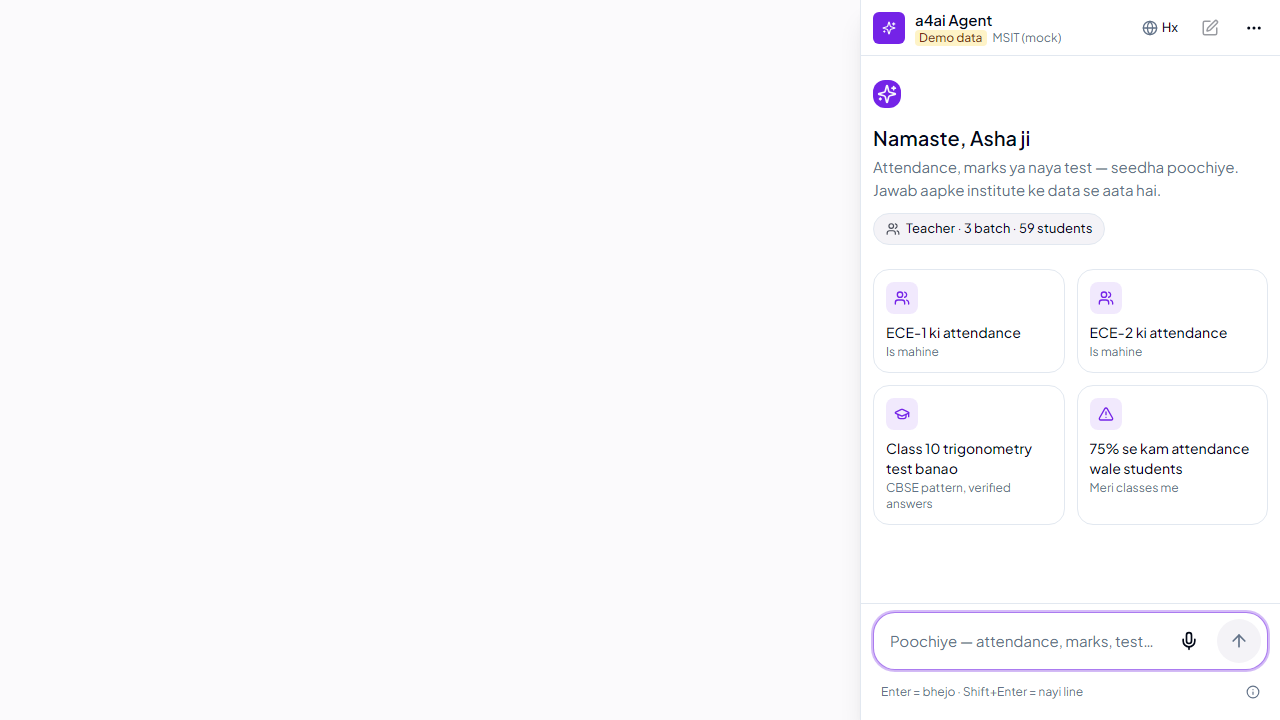 a4ai Agent
Demo data MSIT (mock)
Hx
Namaste, Asha ji
Attendance, marks ya naya test — seedha poochiye.
Jawab aapke institute ke data se aata hai.
Teacher · 3 batch · 59 students
ECE-1 ki attendance
Is mahine
ECE-2 ki attendance
Is mahine
Class 10 trigonometry
test banao
CBSE pattern, verified
answers
75% se kam attendance
wale students
Meri classes me
Poochiye — attendance, marks, test…
Enter = bhejo · Shift+Enter = nayi line